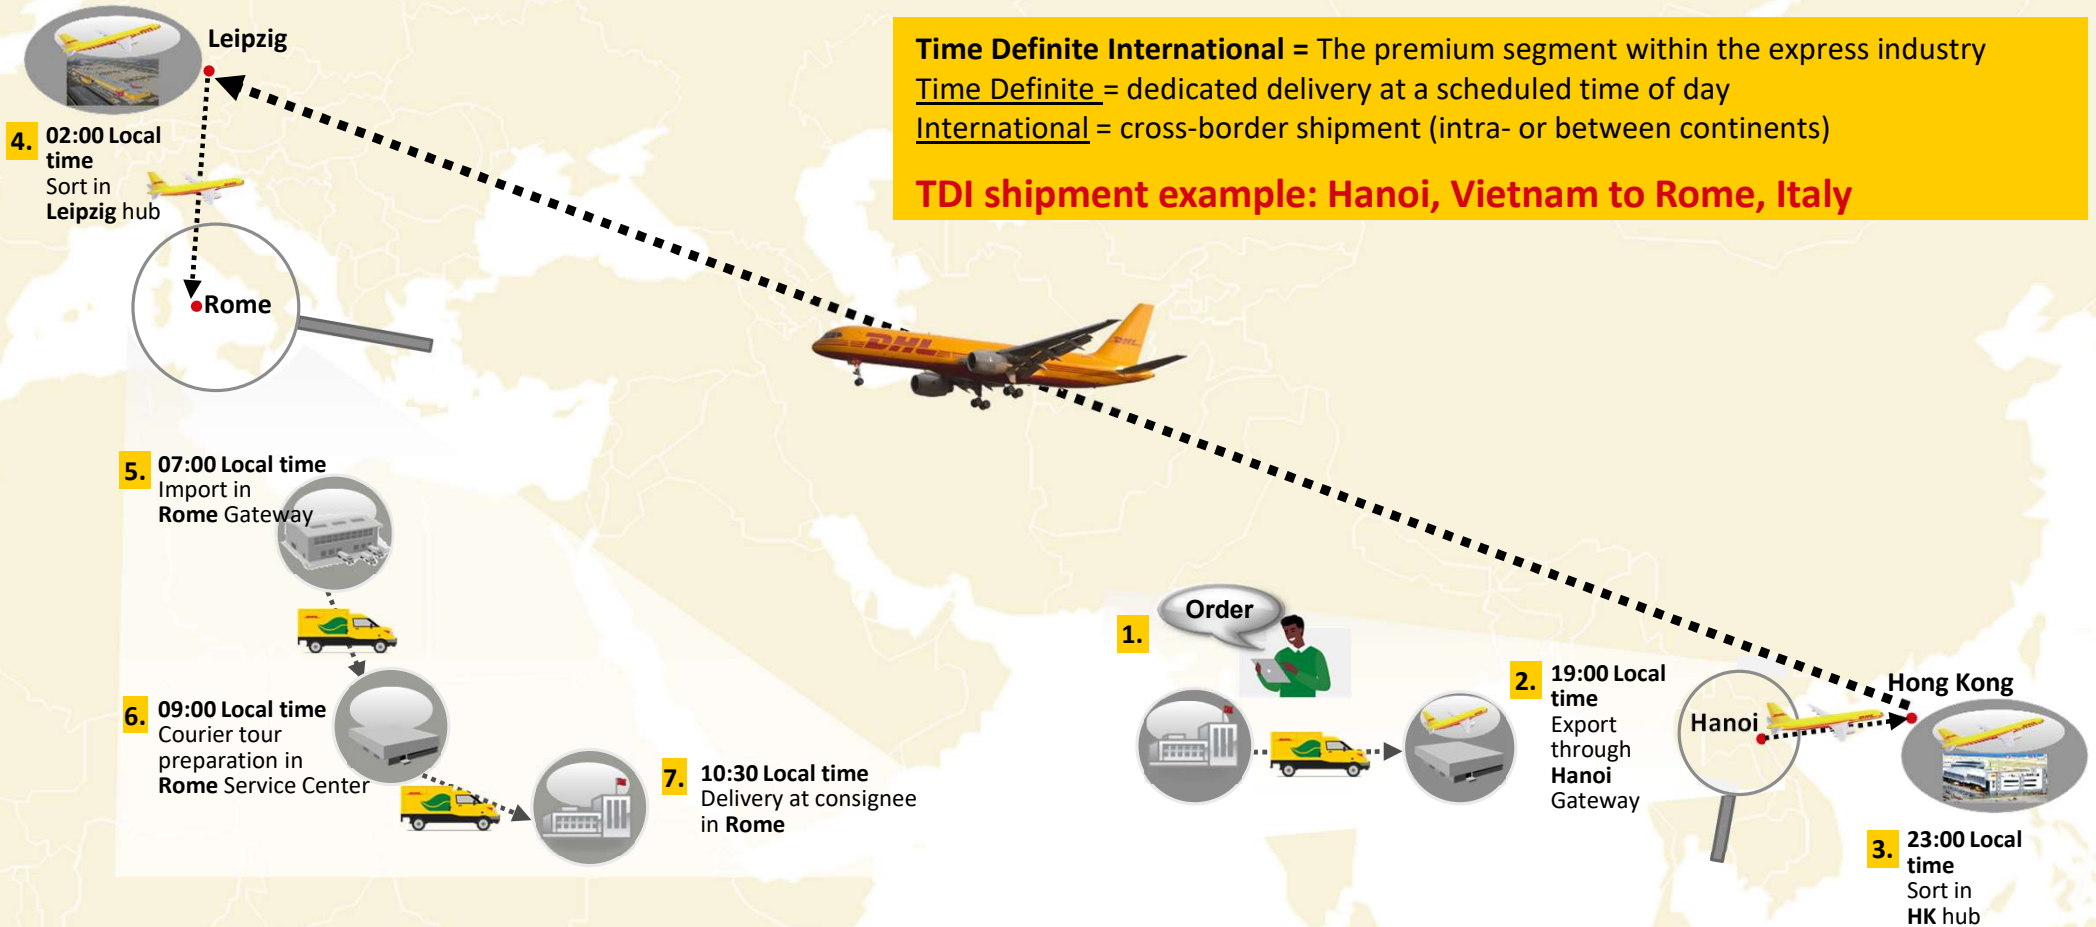 Time Definite International = The premium segment within the express industry
Time Definite = dedicated delivery at a scheduled time of day
International = cross-border shipment (intra- or between continents)
TDI shipment example: Hanoi, Vietnam to Rome, Italy
Leipzig
4. 02:00 Local
time
Sort in
Leipzig hub
Rome
DHL
5. 07:00 Local time
Import in
Rome Gateway
6. 09:00 Local time
Courier tour
preparation in
Rome Service Center
7. 10:30 Local time
Delivery at consignee
in Rome
1.
Order
2. 19:00 Local
time
Export
through
Hanoi
Gateway
Hanoi
Hong Kong
3. 23:00 Local
time
Sort in
HK hub